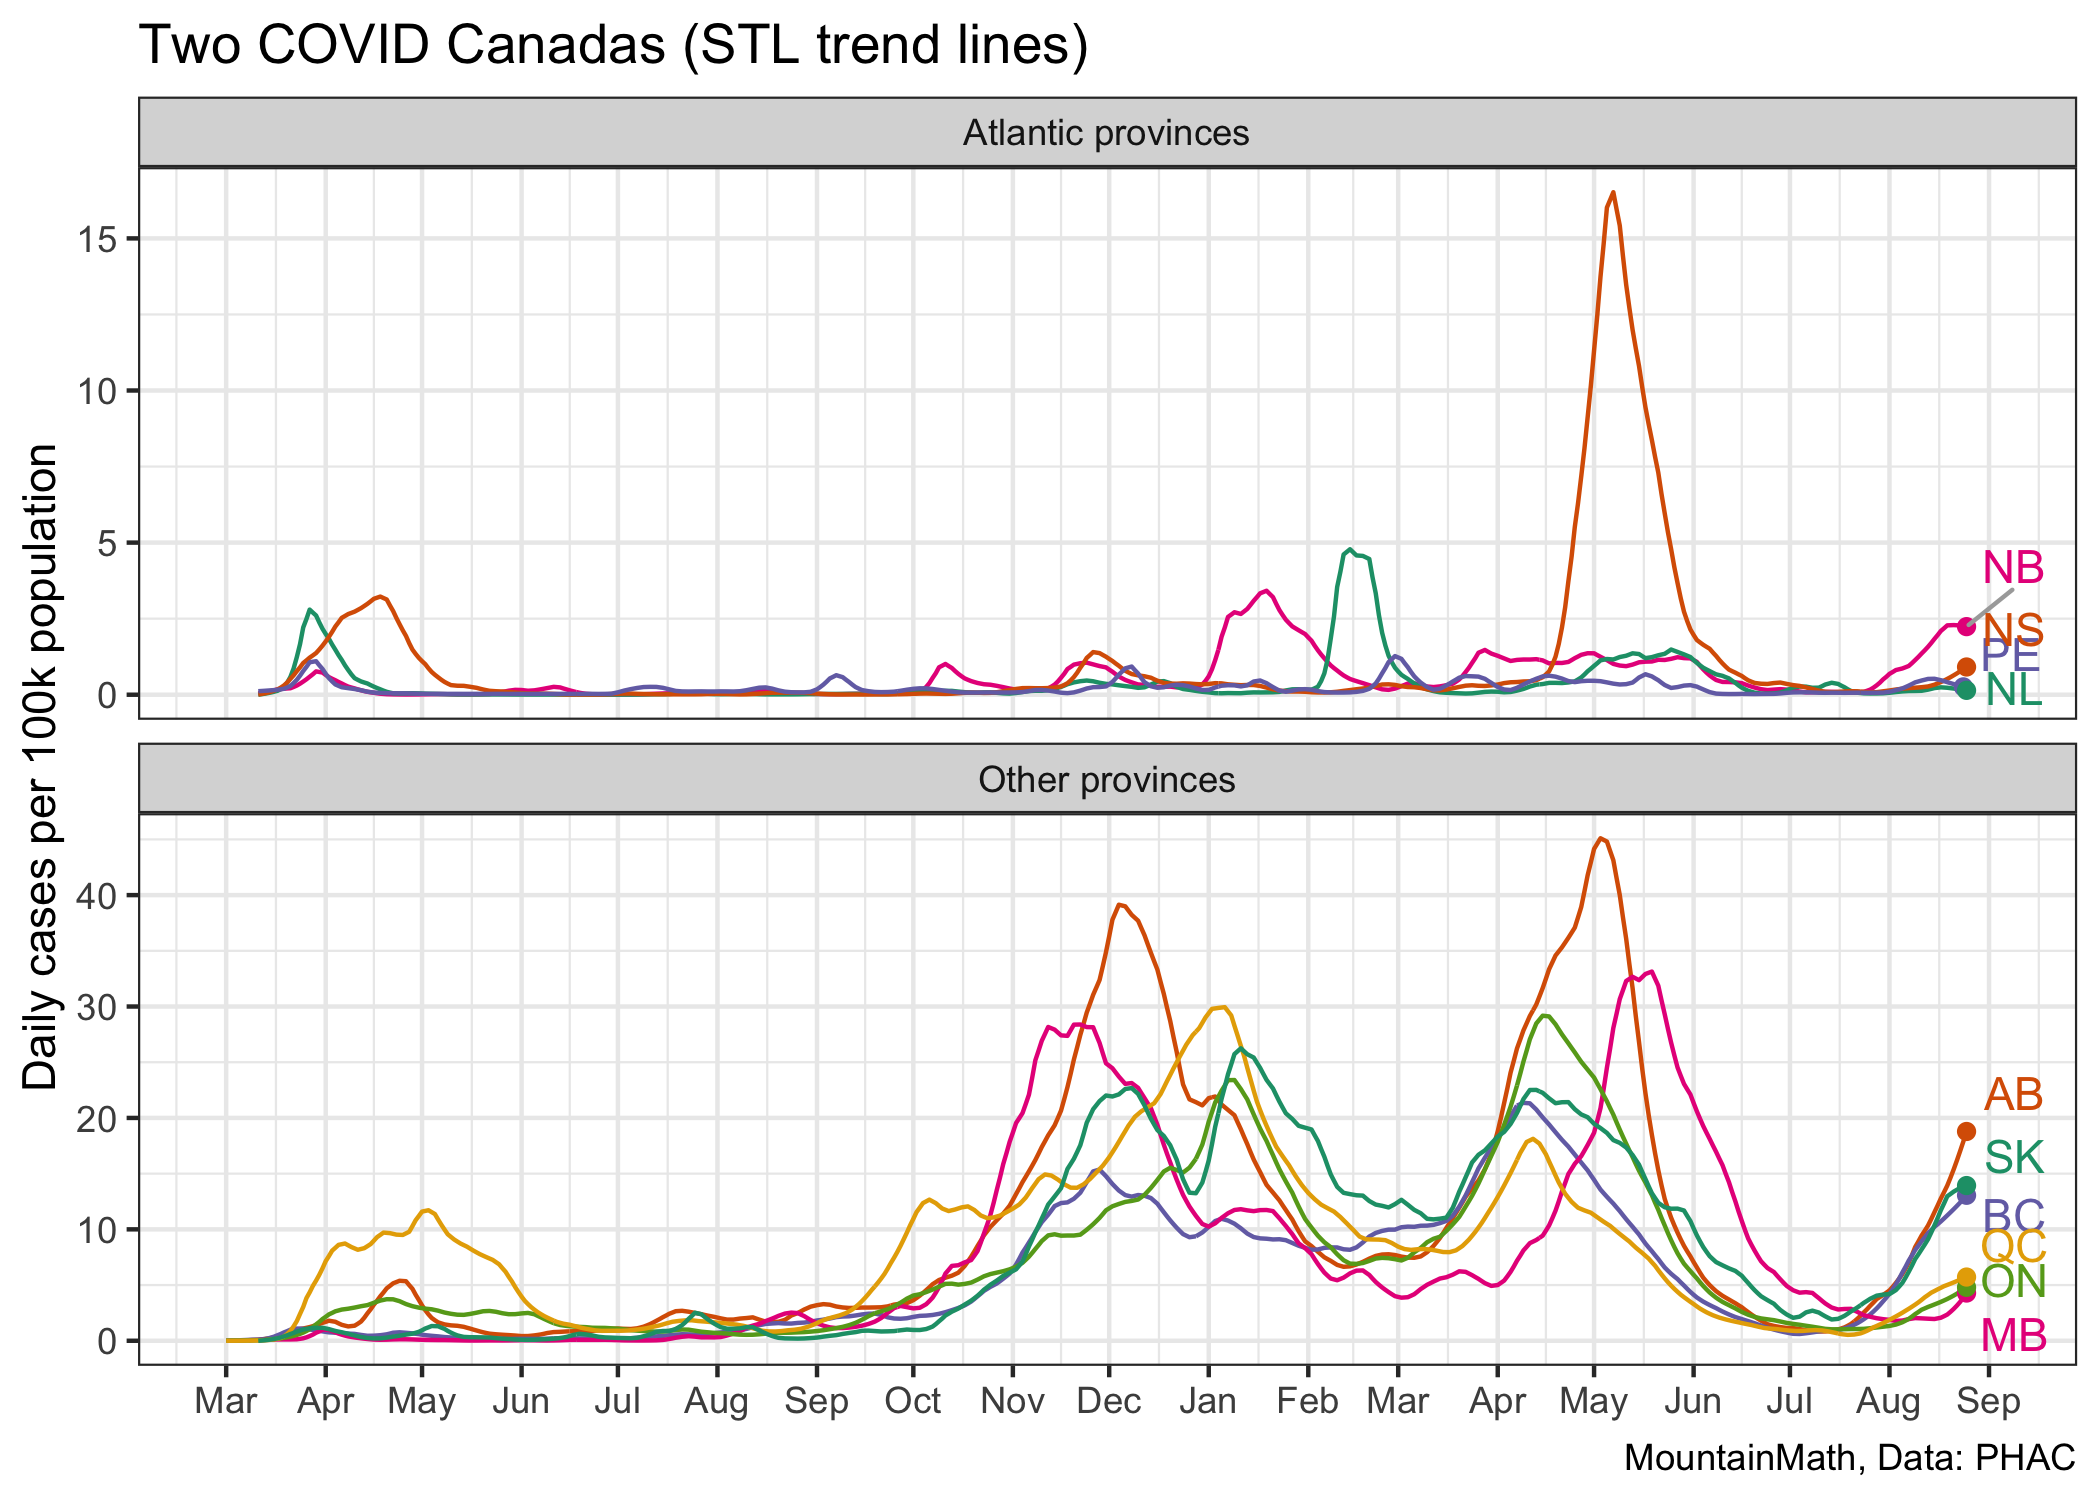 Two COVID Canadas (STL trend lines)
Daily cases per 100k population
Atlantic provinces
15
10
5
0
NB
NS
PE
NL
Other provinces
40
30
20
10
0
AB
SK
BC
QC
ON
MB
Mar Apr May Jun Jul Aug Sep Oct Nov Dec Jan Feb Mar Apr May Jun Jul Aug Sep
MountainMath, Data: PHAC